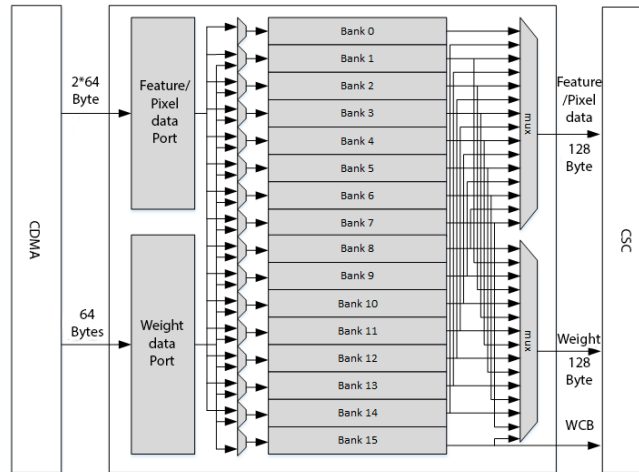 CDMA
2*64
Byte
Feature/
Pixel
data
Port
64
Bytes
Weight
data
Port
Bank 0
Bank 1
Bank 2
Bank 3
Bank 4
Bank 5
Bank 6
Bank 7
Bank 8
Bank 9
Bank 10
Bank 11
Bank 12
Bank 13
Bank 14
Bank 15
mux
mux
Feature
/Pixel
data
128
Byte
Weight
128
Byte
WCB
CSC